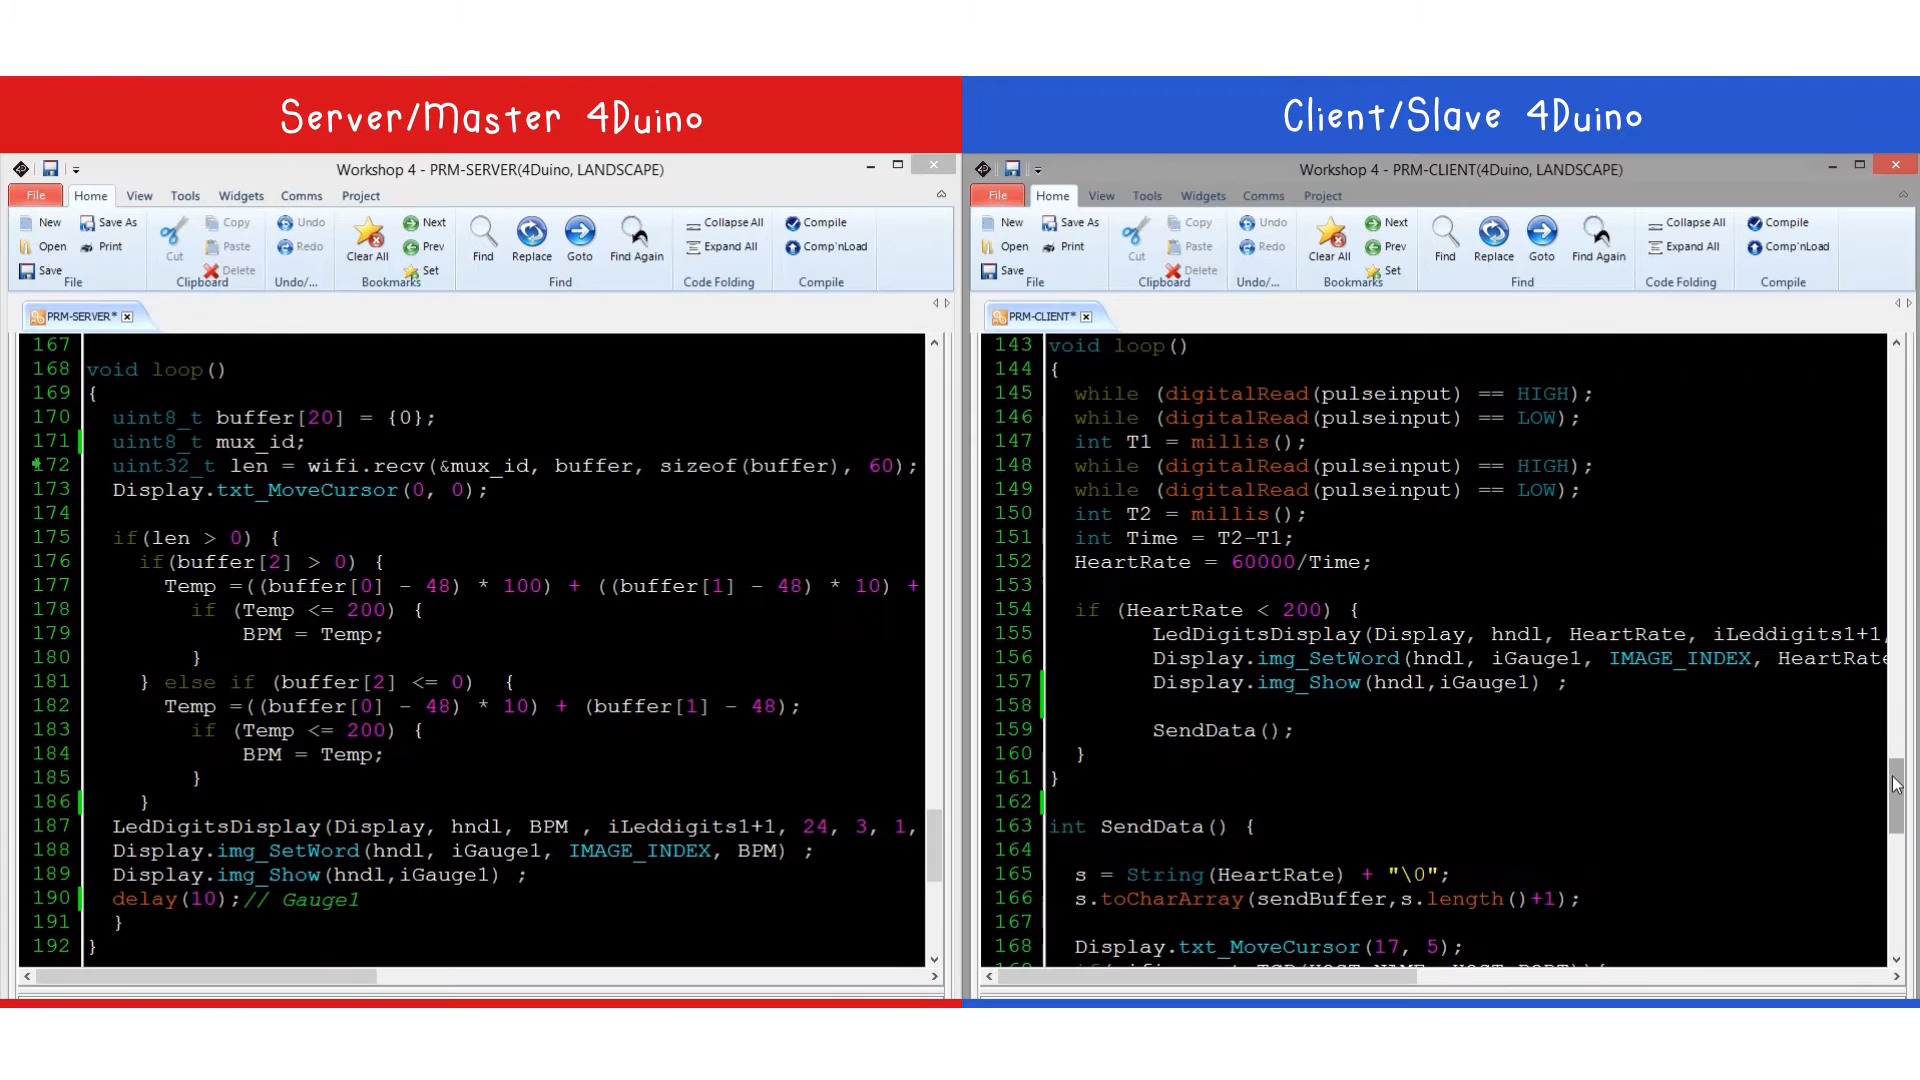 Server/Master 4Duino
Workshop 4 - PRM-SERVER(4Duino, LANDSCAPE)
File Home View Tools Widgets Comms Project
New Save As Cut Copy Undo Clear All Next Find Replace Goto Find Again Collapse All Compile
Open Print Paste Redo Prev Expand All Comp'nLoad
Save Delete Set
File Clipboard Undo/... Bookmarks Find Code Folding Compile
PRM-SERVER*
167
168 void loop()
169 {
170 uint8_t buffer[20] = {0};
171 uint8_t mux_id;
172 uint32_t len = wifi.recv(&mux_id, buffer, sizeof(buffer), 60);
173 Display.txt_MoveCursor(0, 0);
174
175 if(len > 0) {
176 if(buffer[2] > 0) {
177 Temp =((buffer[0] - 48) * 100) + ((buffer[1] - 48) * 10) +
178 if (Temp <= 200) {
179 BPM = Temp;
180 }
181 } else if (buffer[2] <= 0) {
182 Temp =((buffer[0] - 48) * 10) + (buffer[1] - 48);
183 if (Temp <= 200) {
184 BPM = Temp;
185 }
186 }
187 LedDigitsDisplay(Display, hndl, BPM , iLeddigits1+1, 24, 3, 1,
188 Display.img_SetWord(hndl, iGauge1, IMAGE_INDEX, BPM) ;
189 Display.img_Show(hndl,iGauge1) ;
190 delay(10);// Gauge1
191 }
192 }
Client/Slave 4Duino
Workshop 4 - PRM-CLIENT(4Duino, LANDSCAPE)
File Home View Tools Widgets Comms Project
New Save As Cut Copy Undo Clear All Next Find Replace Goto Find Again Collapse All Compile
Open Print Paste Redo Prev Expand All Comp'nLoad
Save Delete Set
File Clipboard Undo/... Bookmarks Find Code Folding Compile
PRM-CLIENT*
143 void loop()
144 {
145 while (digitalRead(pulseinput) == HIGH);
146 while (digitalRead(pulseinput) == LOW);
147 int T1 = millis();
148 while (digitalRead(pulseinput) == HIGH);
149 while (digitalRead(pulseinput) == LOW);
150 int T2 = millis();
151 int Time = T2-T1;
152 HeartRate = 60000/Time;
153
154 if (HeartRate < 200) {
155 LedDigitsDisplay(Display, hndl, HeartRate, iLeddigits1+1,
156 Display.img_SetWord(hndl, iGauge1, IMAGE_INDEX, HeartRate
157 Display.img_Show(hndl,iGauge1) ;
158
159 SendData();
160 }
161 }
162
163 int SendData() {
164
165 s = String(HeartRate) + "\0";
166 s.toCharArray(sendBuffer,s.length()+1);
167
168 Display.txt_MoveCursor(17, 5);